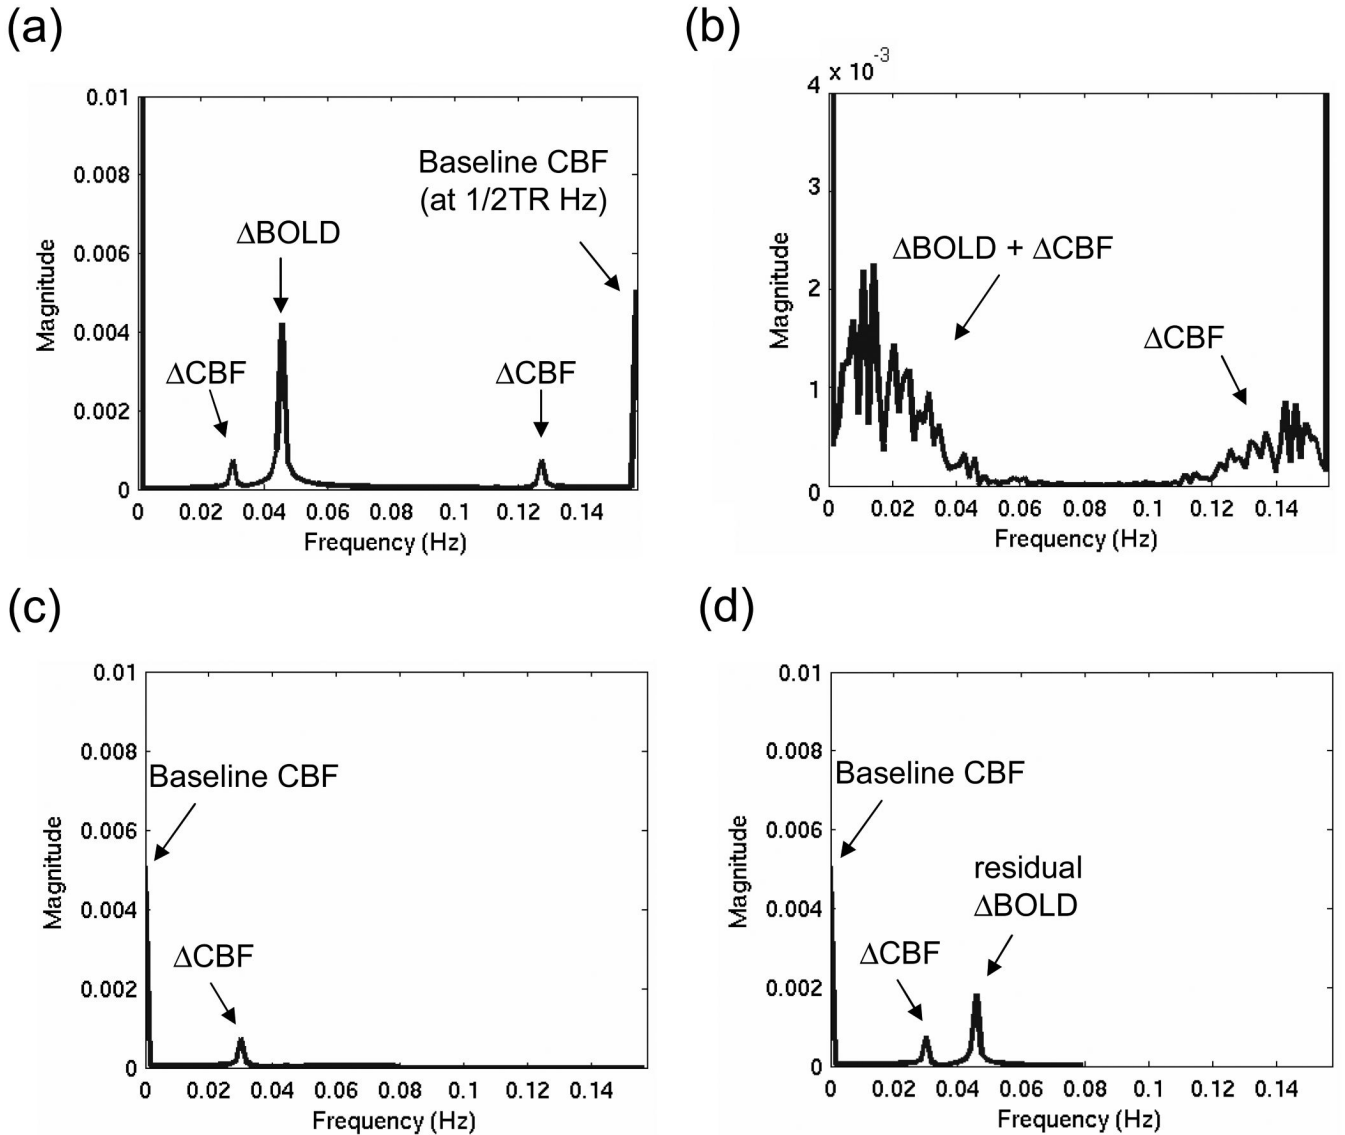 (a)
0.01
0.008
0.006
0.004
0.002
0
Magnitude
Baseline CBF
(at 1/2TR Hz)
ΔBOLD
ΔCBF
ΔCBF
0 0.02 0.04 0.06 0.08 0.1 0.12 0.14
Frequency (Hz)
(b)
x 10-3
4
3
2
1
0
Magnitude
ΔBOLD + ΔCBF
ΔCBF
0 0.02 0.04 0.06 0.08 0.1 0.12 0.14
Frequency (Hz)
(c)
0.01
0.008
0.006
0.004
0.002
0
Magnitude
Baseline CBF
ΔCBF
0 0.02 0.04 0.06 0.08 0.1 0.12 0.14
Frequency (Hz)
(d)
0.01
0.008
0.006
0.004
0.002
0
Magnitude
Baseline CBF
residual
ΔBOLD
ΔCBF
0 0.02 0.04 0.06 0.08 0.1 0.12 0.14
Frequency (Hz)